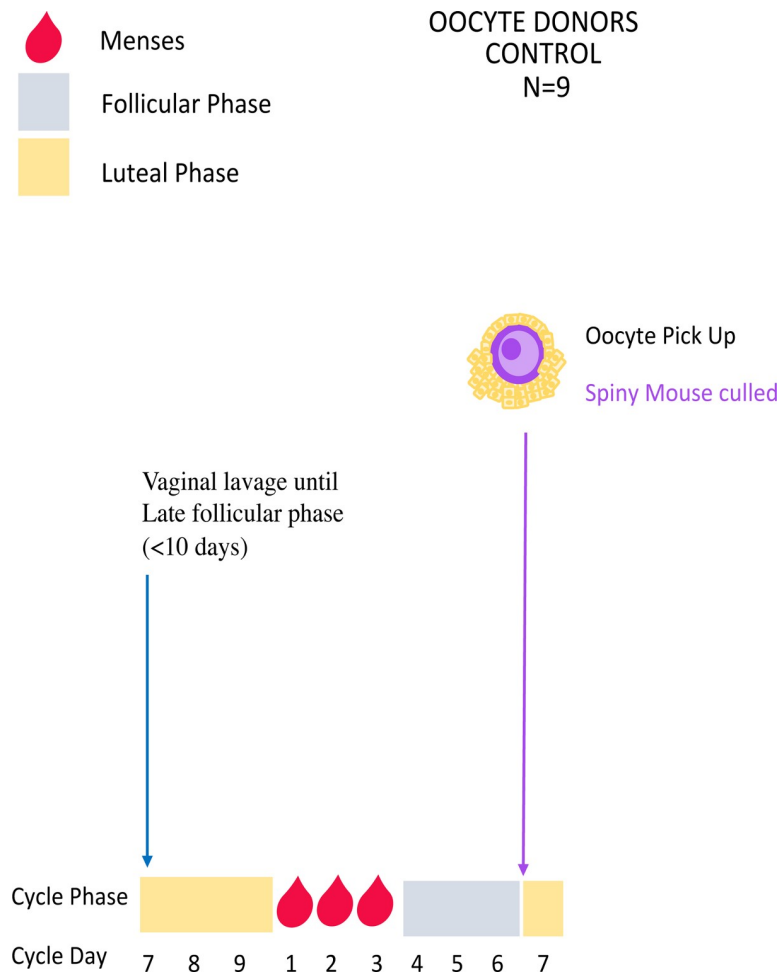 Menses
Follicular Phase
Luteal Phase
OOCYTE DONORS
CONTROL
N=9
Oocyte Pick Up
Spiny Mouse culled
Vaginal lavage until
Late follicular phase
(<10 days)
Cycle Phase
Cycle Day 7 8 9 1 2 3 4 5 6 7